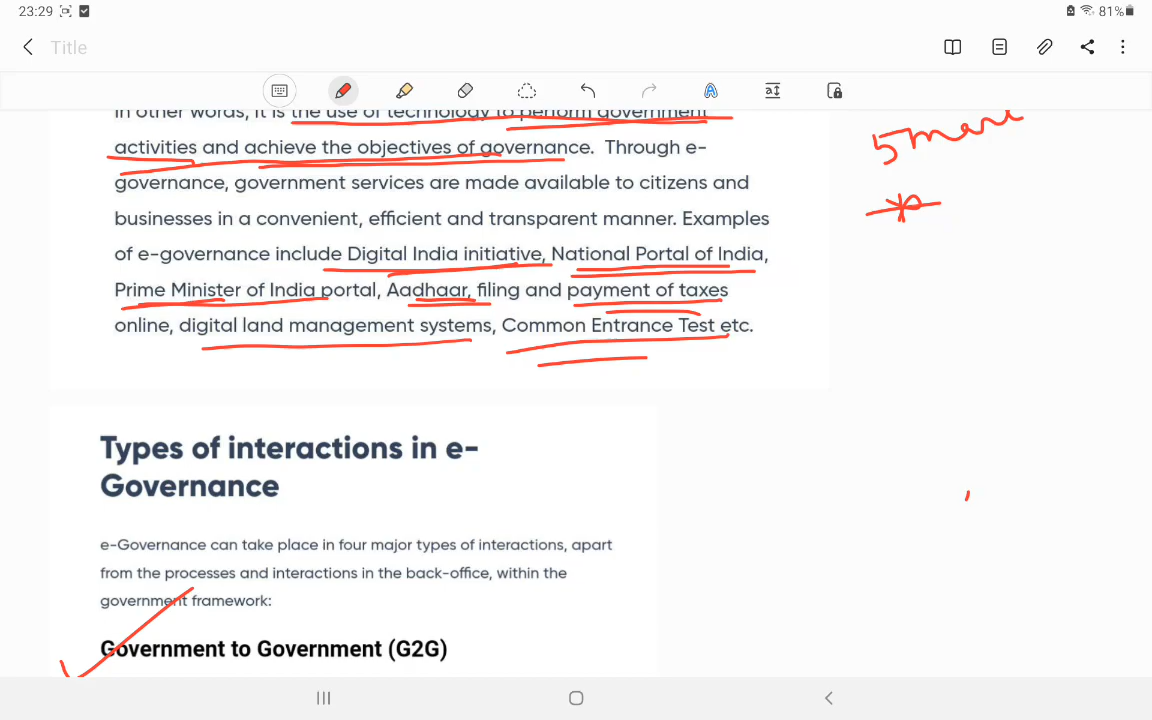 23:29
81%
Title
In other words, it is the use of technology to perform government
activities and achieve the objectives of governance. Through e-
governance, government services are made available to citizens and
businesses in a convenient, efficient and transparent manner. Examples
of e-governance include Digital India initiative, National Portal of India,
Prime Minister of India portal, Aadhaar, filing and payment of taxes
online, digital land management systems, Common Entrance Test etc.
5
Types of interactions in e-
Governance
e-Governance can take place in four major types of interactions, apart
from the processes and interactions in the back-office, within the
government framework:
Government to Government (G2G)